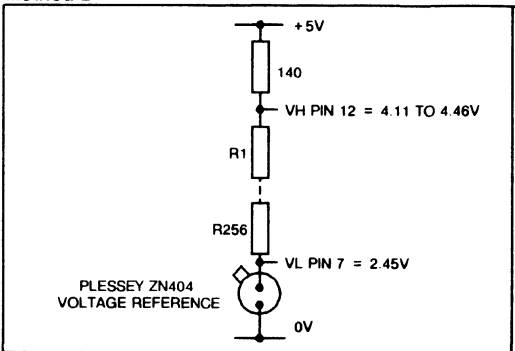 +5V
140
VH PIN 12 = 4.11 TO 4.46V
R1
R256
VL PIN 7 = 2.45V
PLESSEY ZN404
VOLTAGE REFERENCE
0V